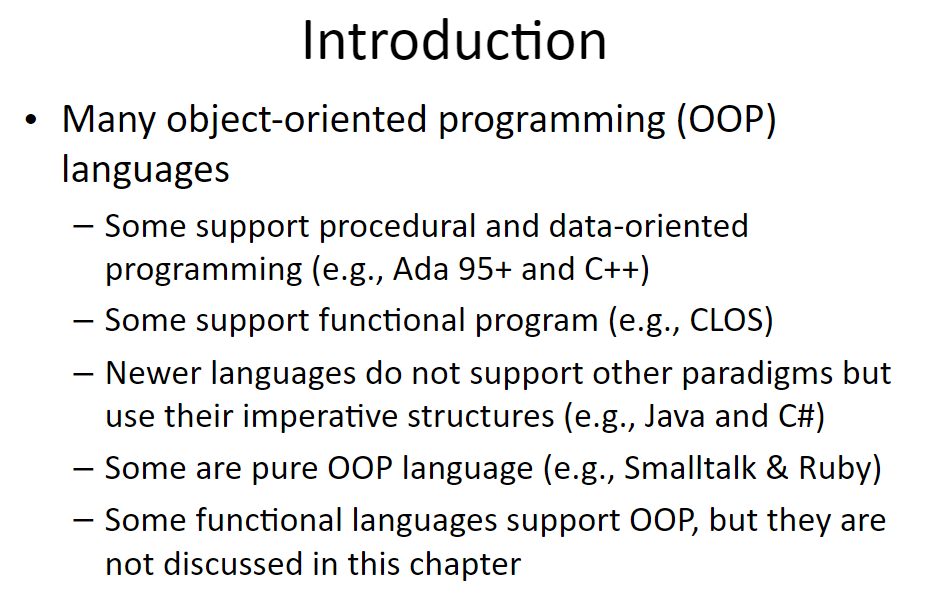 Introduction
• Many object-oriented programming (OOP)
languages
– Some support procedural and data-oriented
programming (e.g., Ada 95+ and C++)
– Some support functional program (e.g., CLOS)
– Newer languages do not support other paradigms but
use their imperative structures (e.g., Java and C#)
– Some are pure OOP language (e.g., Smalltalk & Ruby)
– Some functional languages support OOP, but they are
not discussed in this chapter